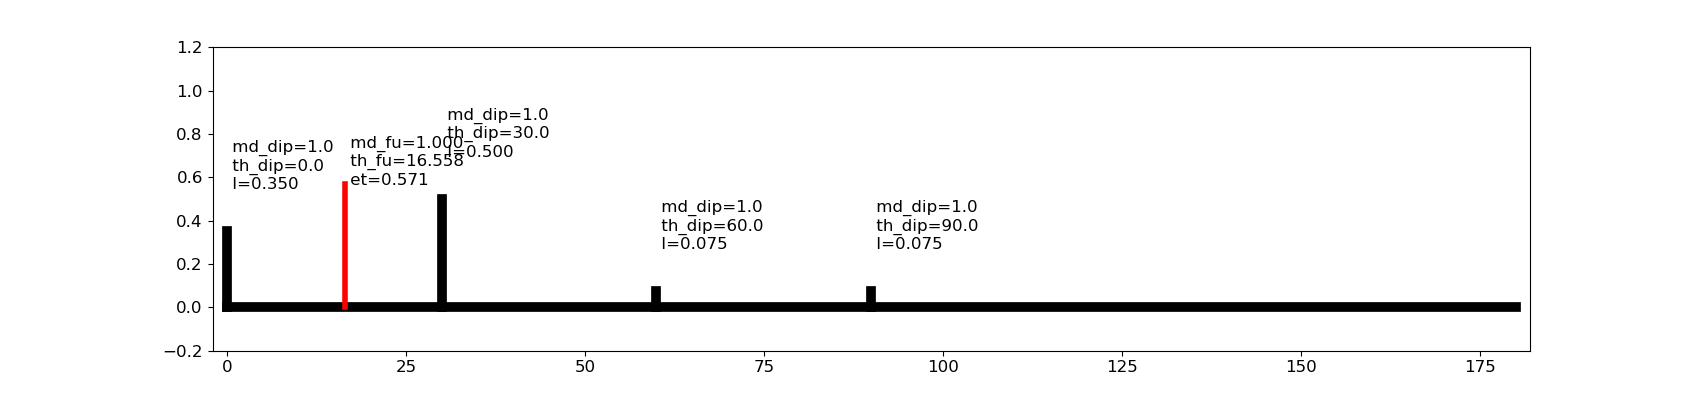 1.2
1.0
0.8
0.6
0.4
0.2
0.0
−0.2
md_dip=1.0
th_dip=0.0
I=0.350
md_fu=1.000
th_fu=16.558
et=0.571
md_dip=1.0
th_dip=30.0
I=0.500
md_dip=1.0
th_dip=60.0
I=0.075
md_dip=1.0
th_dip=90.0
I=0.075
0 25 50 75 100 125 150 175